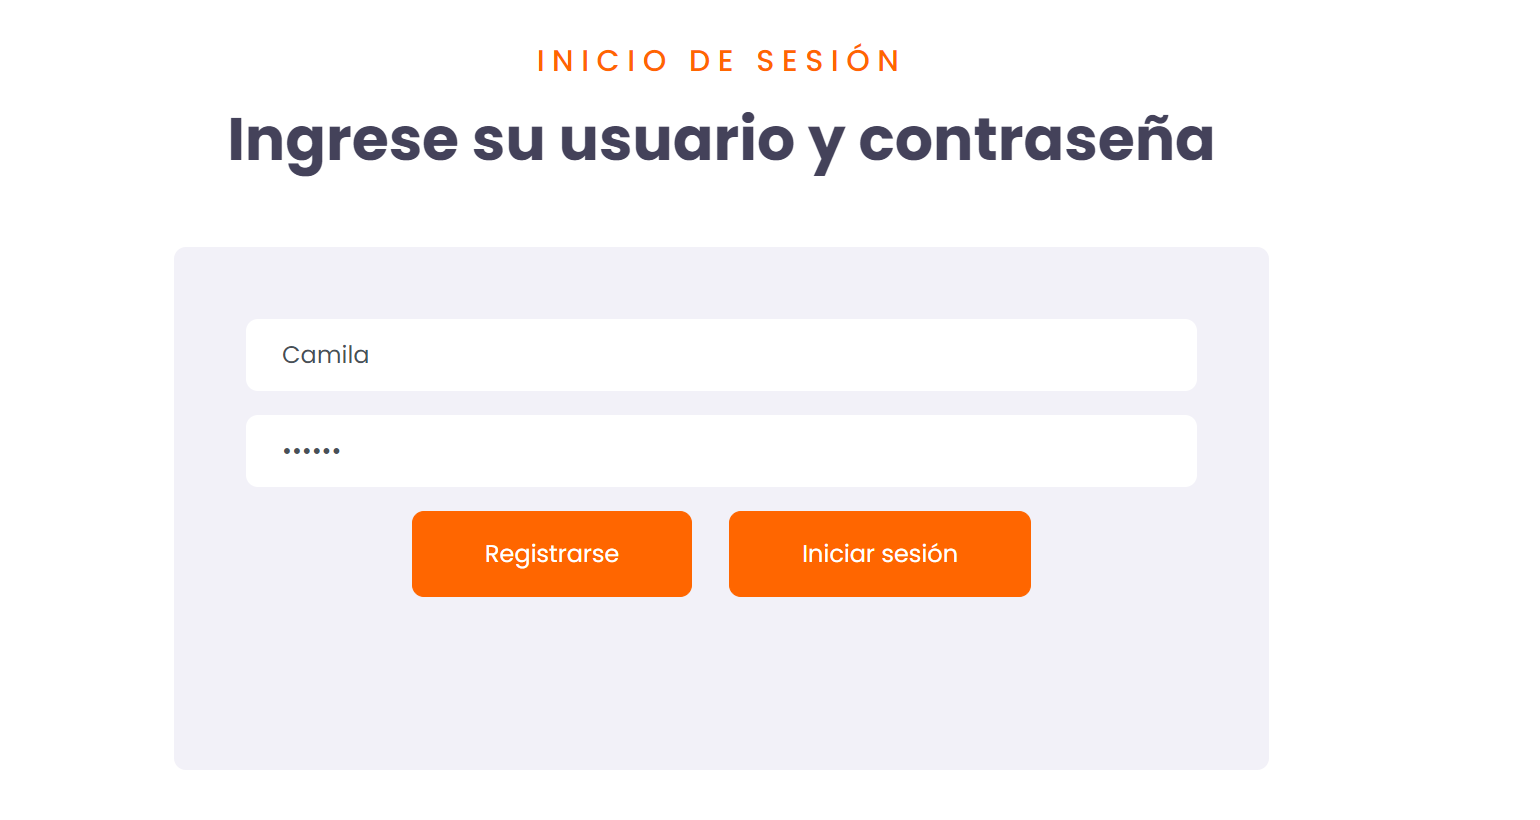 INICIO DE SESIÓN
Ingrese su usuario y contraseña
Camila
••••••
Registrarse
Iniciar sesión